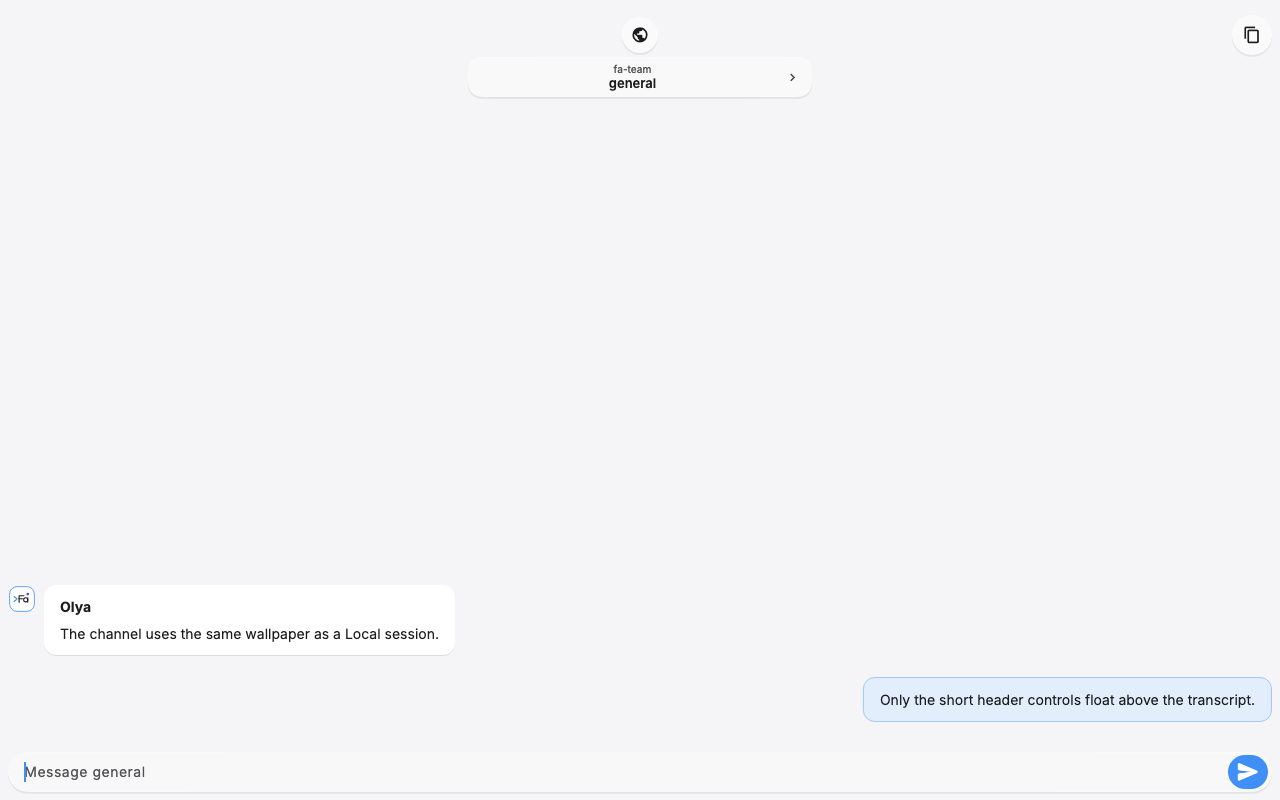 fa-team
general
>Fa
Olya
The channel uses the same wallpaper as a Local session.
Only the short header controls float above the transcript.
Message general